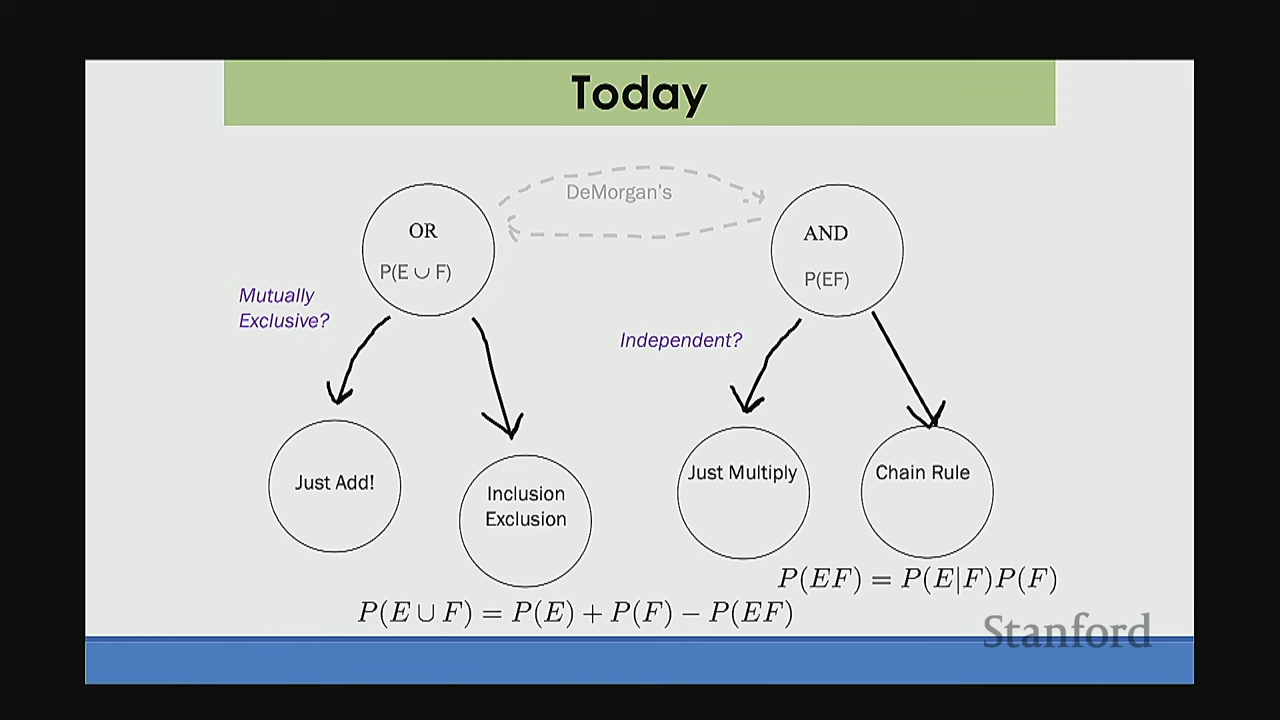 Today
DeMorgan's
OR
P(E ∪ F)
AND
P(EF)
Mutually
Exclusive?
Independent?
Just Add!
Inclusion
Exclusion
Just Multiply
Chain Rule
P(EF) = P(E|F)P(F)
P(E ∪ F) = P(E) + P(F) − P(EF)
Stanford